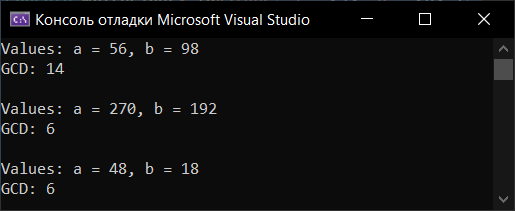 Консоль отладки Microsoft Visual Studio
Values: a = 56, b = 98
GCD: 14
Values: a = 270, b = 192
GCD: 6
Values: a = 48, b = 18
GCD: 6